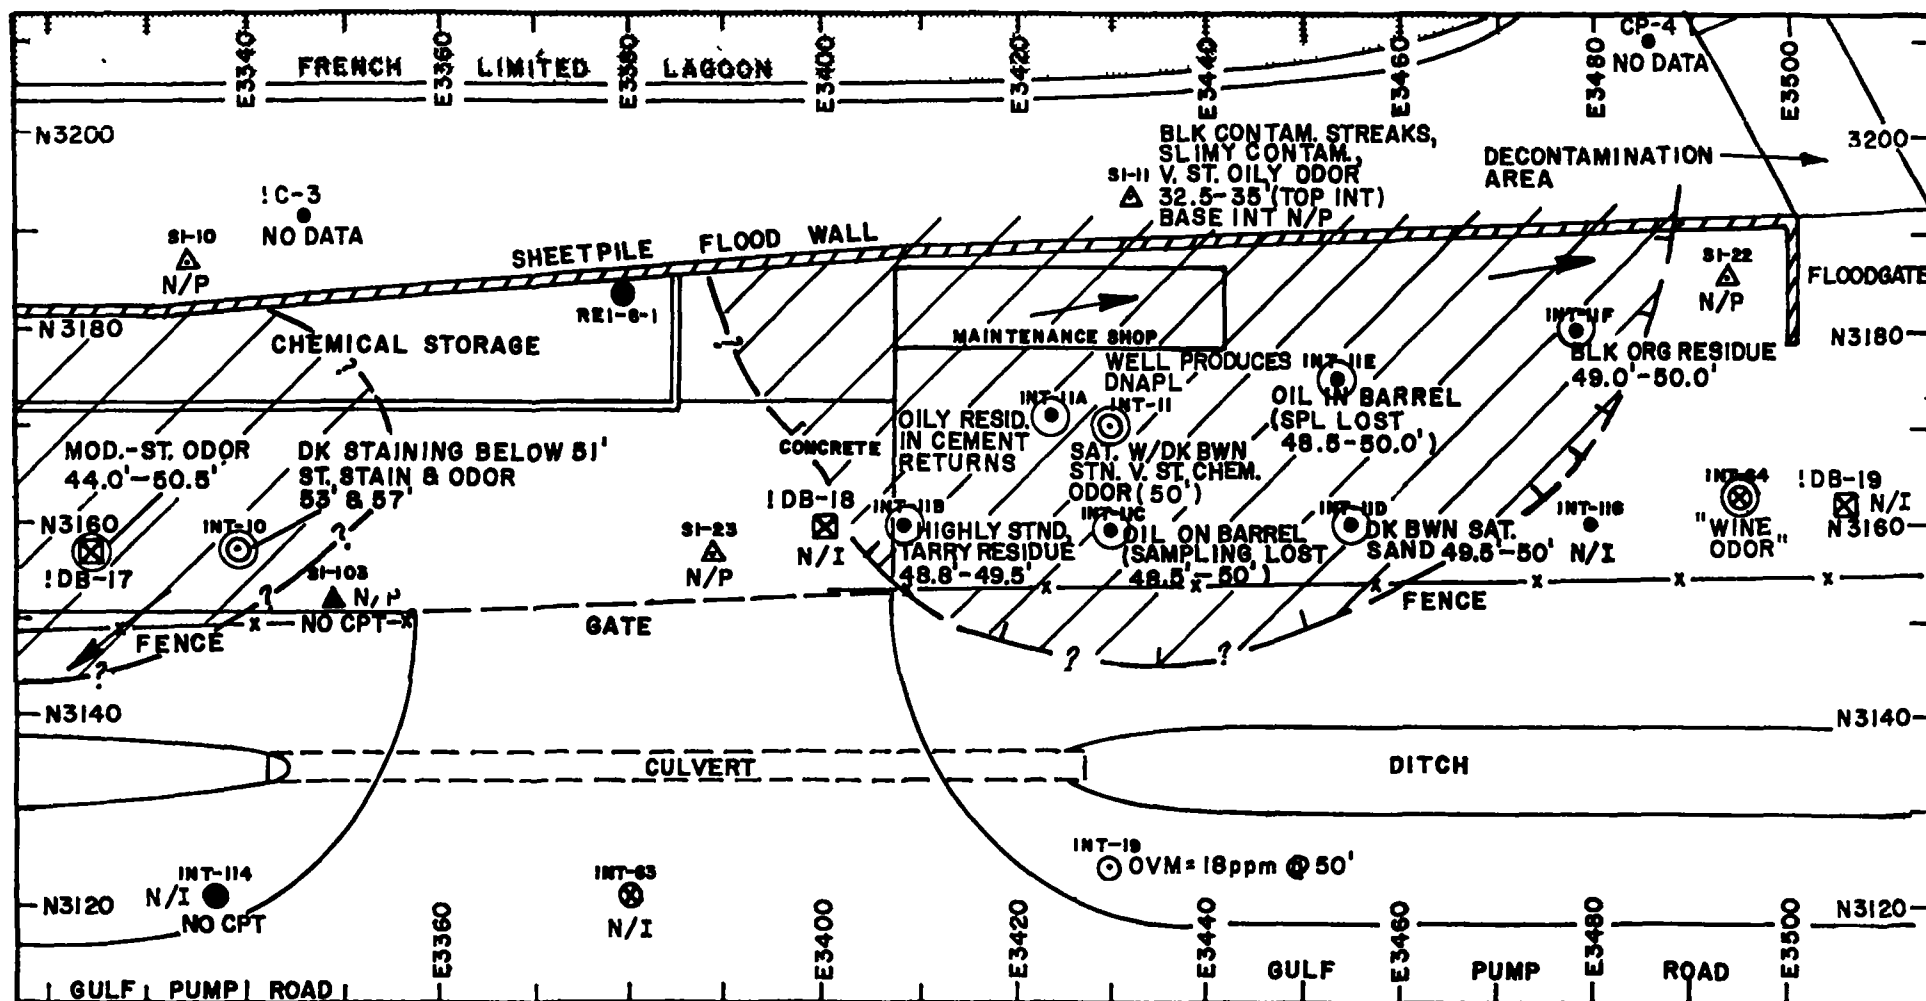 E3340
E3360
E3380
E3400
E3420
E3440
E3460
E3480
E3500
CP-4
NO DATA
FRENCH LIMITED LAGOON
N3200
3200
BLK CONTAM. STREAKS,
SLIMY CONTAM.,
V. ST. OILY ODOR
32.5-35' (TOP INT)
BASE INT N/P
SI-11
DECONTAMINATION
AREA
!C-3
NO DATA
SI-10
N/P
SHEETPILE FLOOD WALL
SI-22
N/P
FLOODGATE
RE1-6-1
N3180
N3180
CHEMICAL STORAGE
?
?
MAINTENANCE SHOP
INT-11F
BLK ORG RESIDUE
49.0'-50.0'
WELL PRODUCES
DNAPL
INT-11E
OIL IN BARREL
(SPL LOST
48.5-50.0')
INT-11A
INT-11
OILY RESID.
IN CEMENT
RETURNS
CONCRETE
SAT. W/DK BWN
STN. V. ST. CHEM.
ODOR (50')
MOD.-ST. ODOR
44.0'-50.5'
DK STAINING BELOW 51'
ST. STAIN & ODOR
53' & 57'
INT-64
"WINE
ODOR"
!DB-19
N/I
!DB-18
N/I
INT-11B
HIGHLY STND,
TARRY RESIDUE
48.8'-49.5'
INT-11C
OIL ON BARREL
(SAMPLING LOST
48.5'-50')
INT-11D
DK BWN SAT.
SAND 49.5'-50'
INT-11G
N/I
N3160
N3160
INT-10
?
SI-23
N/P
!DB-17
SI-103
N/P
NO CPT
?
FENCE
GATE
FENCE
?
?
?
N3140
N3140
CULVERT
DITCH
INT-19
OVM=18ppm @ 50'
INT-114
N/I
NO CPT
INT-63
N/I
N3120
N3120
E3360
E3400
E3420
E3440
E3460
E3480
E3500
GULF PUMP ROAD
GULF PUMP ROAD